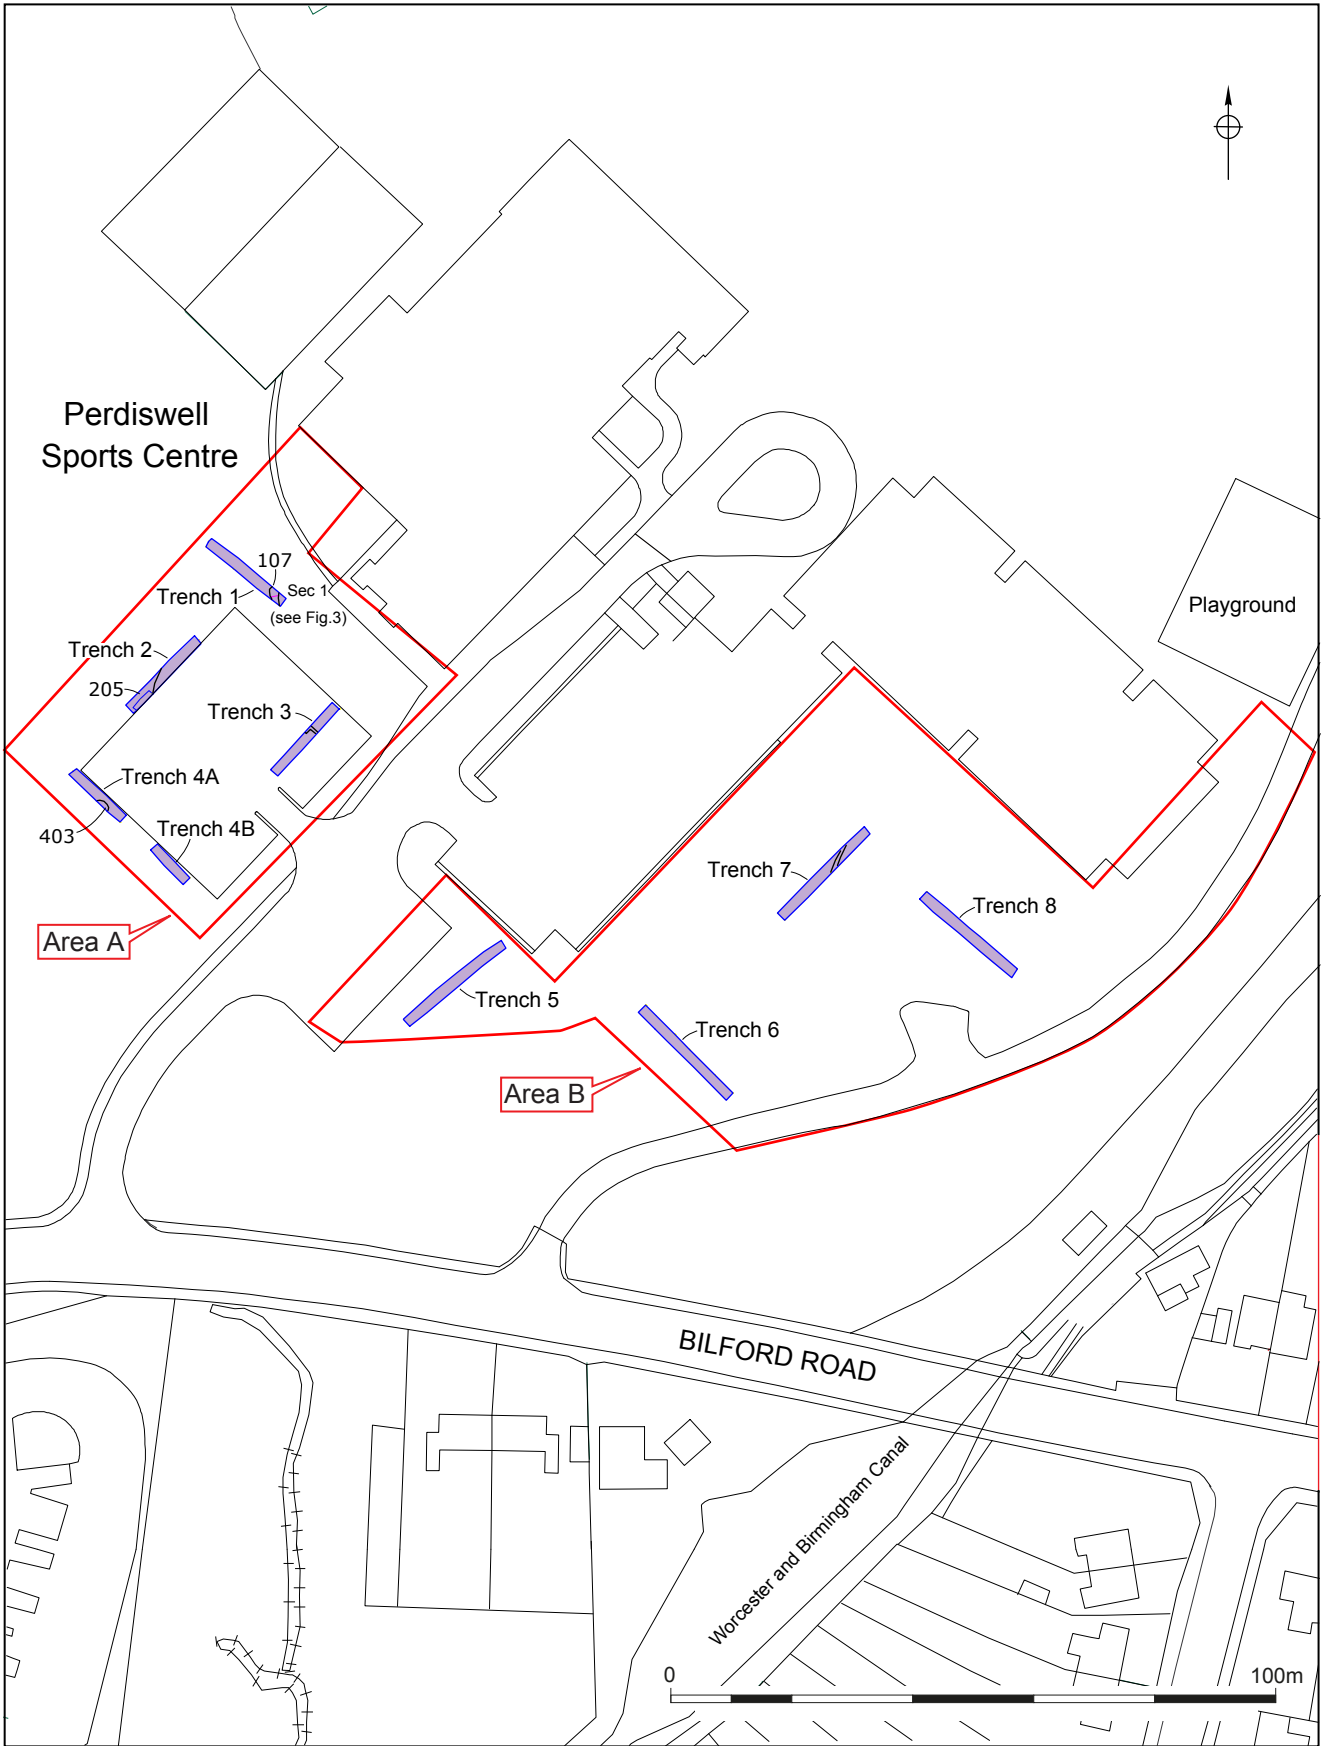 Perdiswell
Sports Centre
107
Trench 1
Sec 1
(see Fig.3)
Trench 2
205
Trench 3
Trench 4A
403
Trench 4B
Area A
Playground
Trench 7
Trench 8
Trench 5
Trench 6
Area B
BILFORD ROAD
Worcester and Birmingham Canal
0 100m